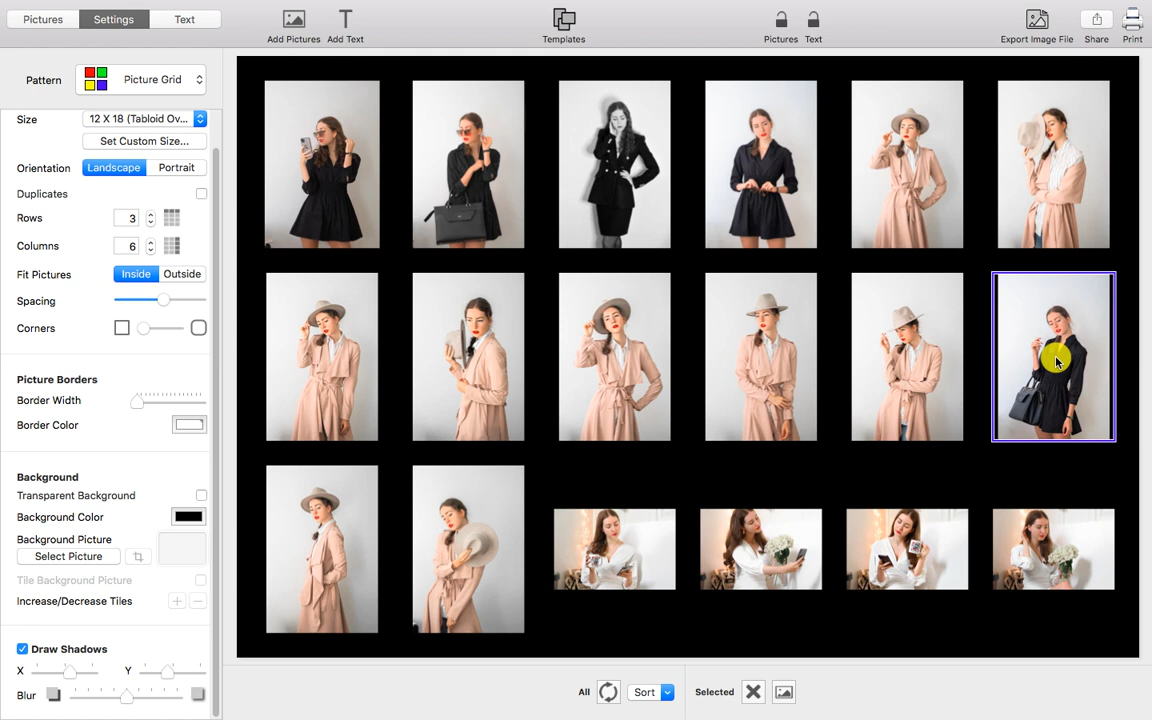 Pictures Settings Text
Add Pictures Add Text Templates Pictures Text Export Image File Share Print
Pattern Picture Grid
Size 12 X 18 (Tabloid Ov...
Set Custom Size...
Orientation Landscape Portrait
Duplicates
Rows 3
Columns 6
Fit Pictures Inside Outside
Spacing
Corners
Picture Borders
Border Width
Border Color
Background
Transparent Background
Background Color
Background Picture
Select Picture
Tile Background Picture
Increase/Decrease Tiles
Draw Shadows
X Y
Blur
All Sort Selected